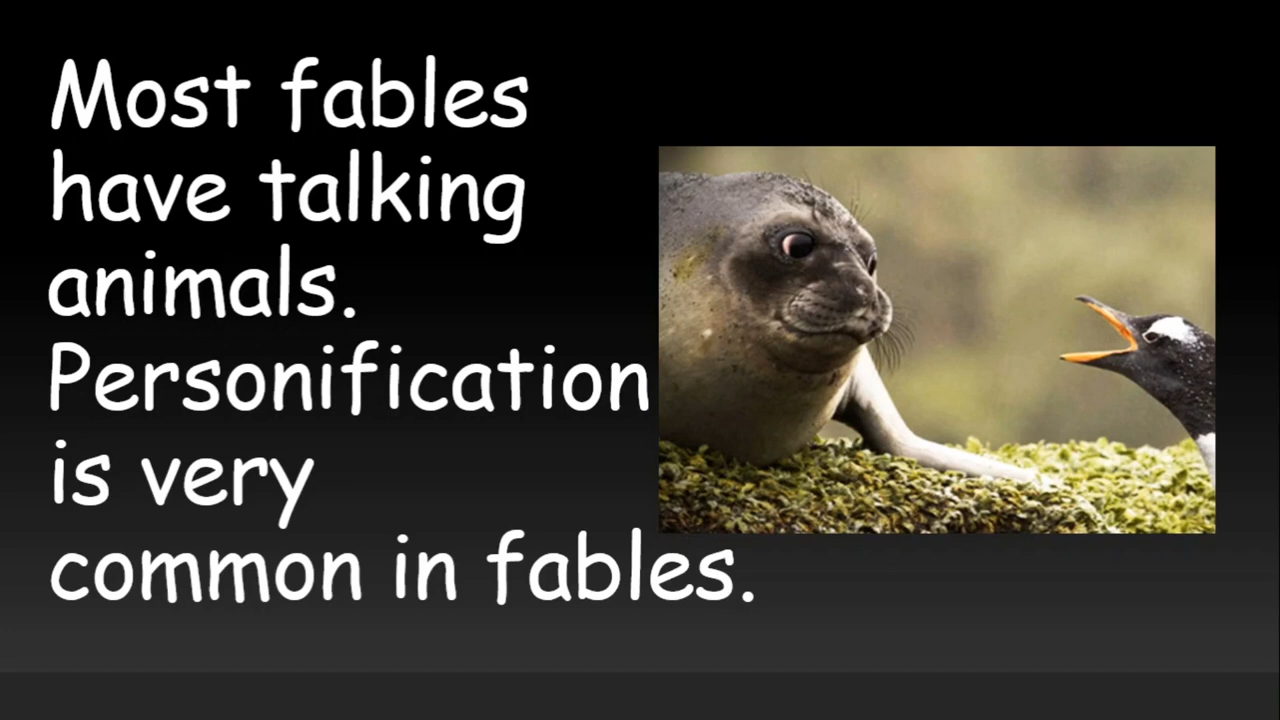 Most fables
have talking
animals.
Personification
is very
common in fables.